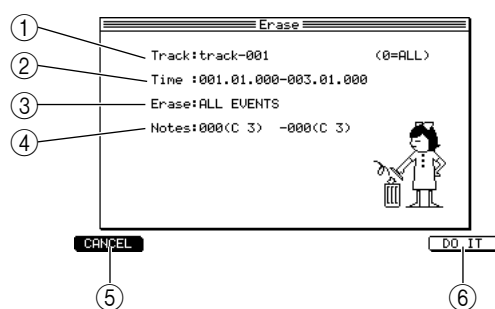 Erase
① Track:track-001 (0=ALL)
② Time :001.01.000-003.01.000
③ Erase:ALL EVENTS
④ Notes:000(C 3) -000(C 3)
CANCEL DO IT
⑤ ⑥